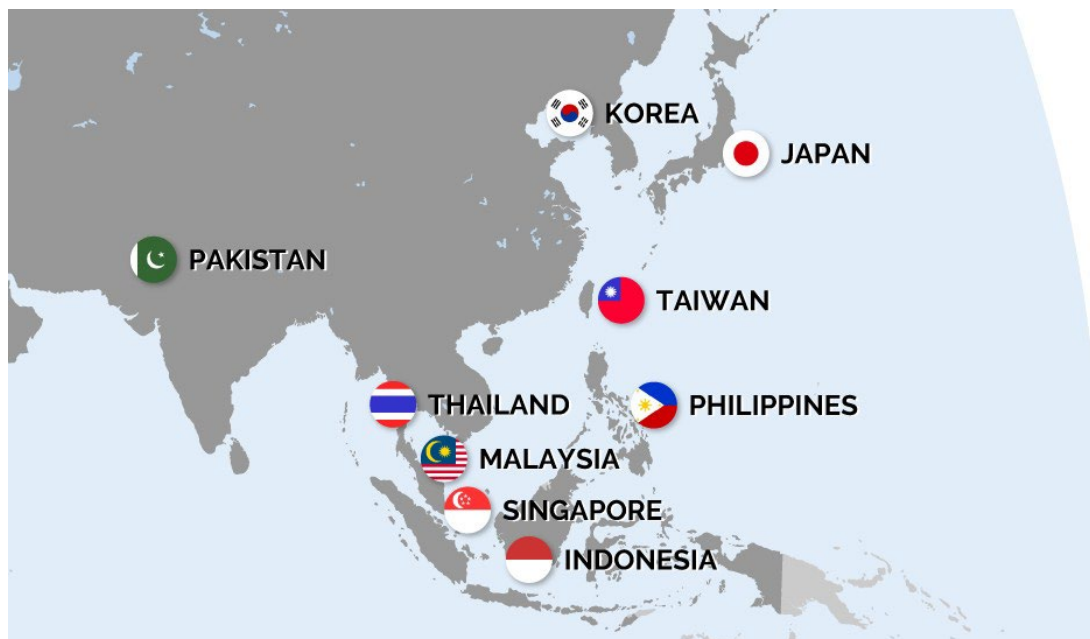 KOREA
JAPAN
PAKISTAN
TAIWAN
THAILAND
PHILIPPINES
MALAYSIA
SINGAPORE
INDONESIA